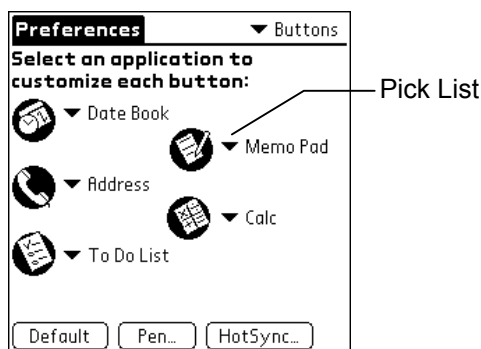 Preferences
Buttons
Select an application to
customize each button:
Pick List
Date Book
Memo Pad
Address
Calc
To Do List
Default
Pen…
HotSync…